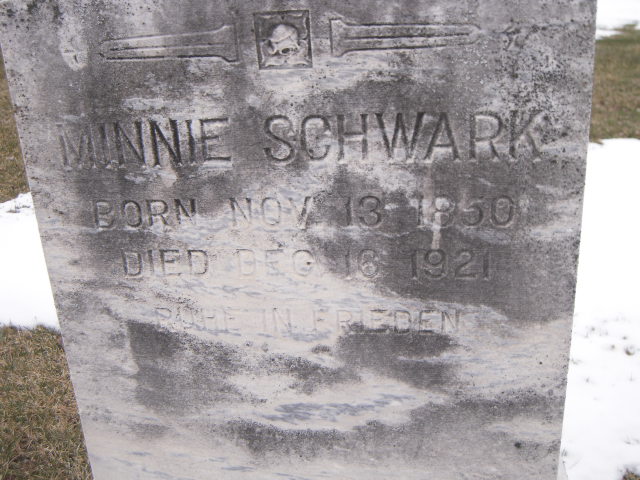 MINNIE SCHWARK
BORN NOV. 13 1850
DIED DEC. 16 1921
RUHE IN FRIEDEN